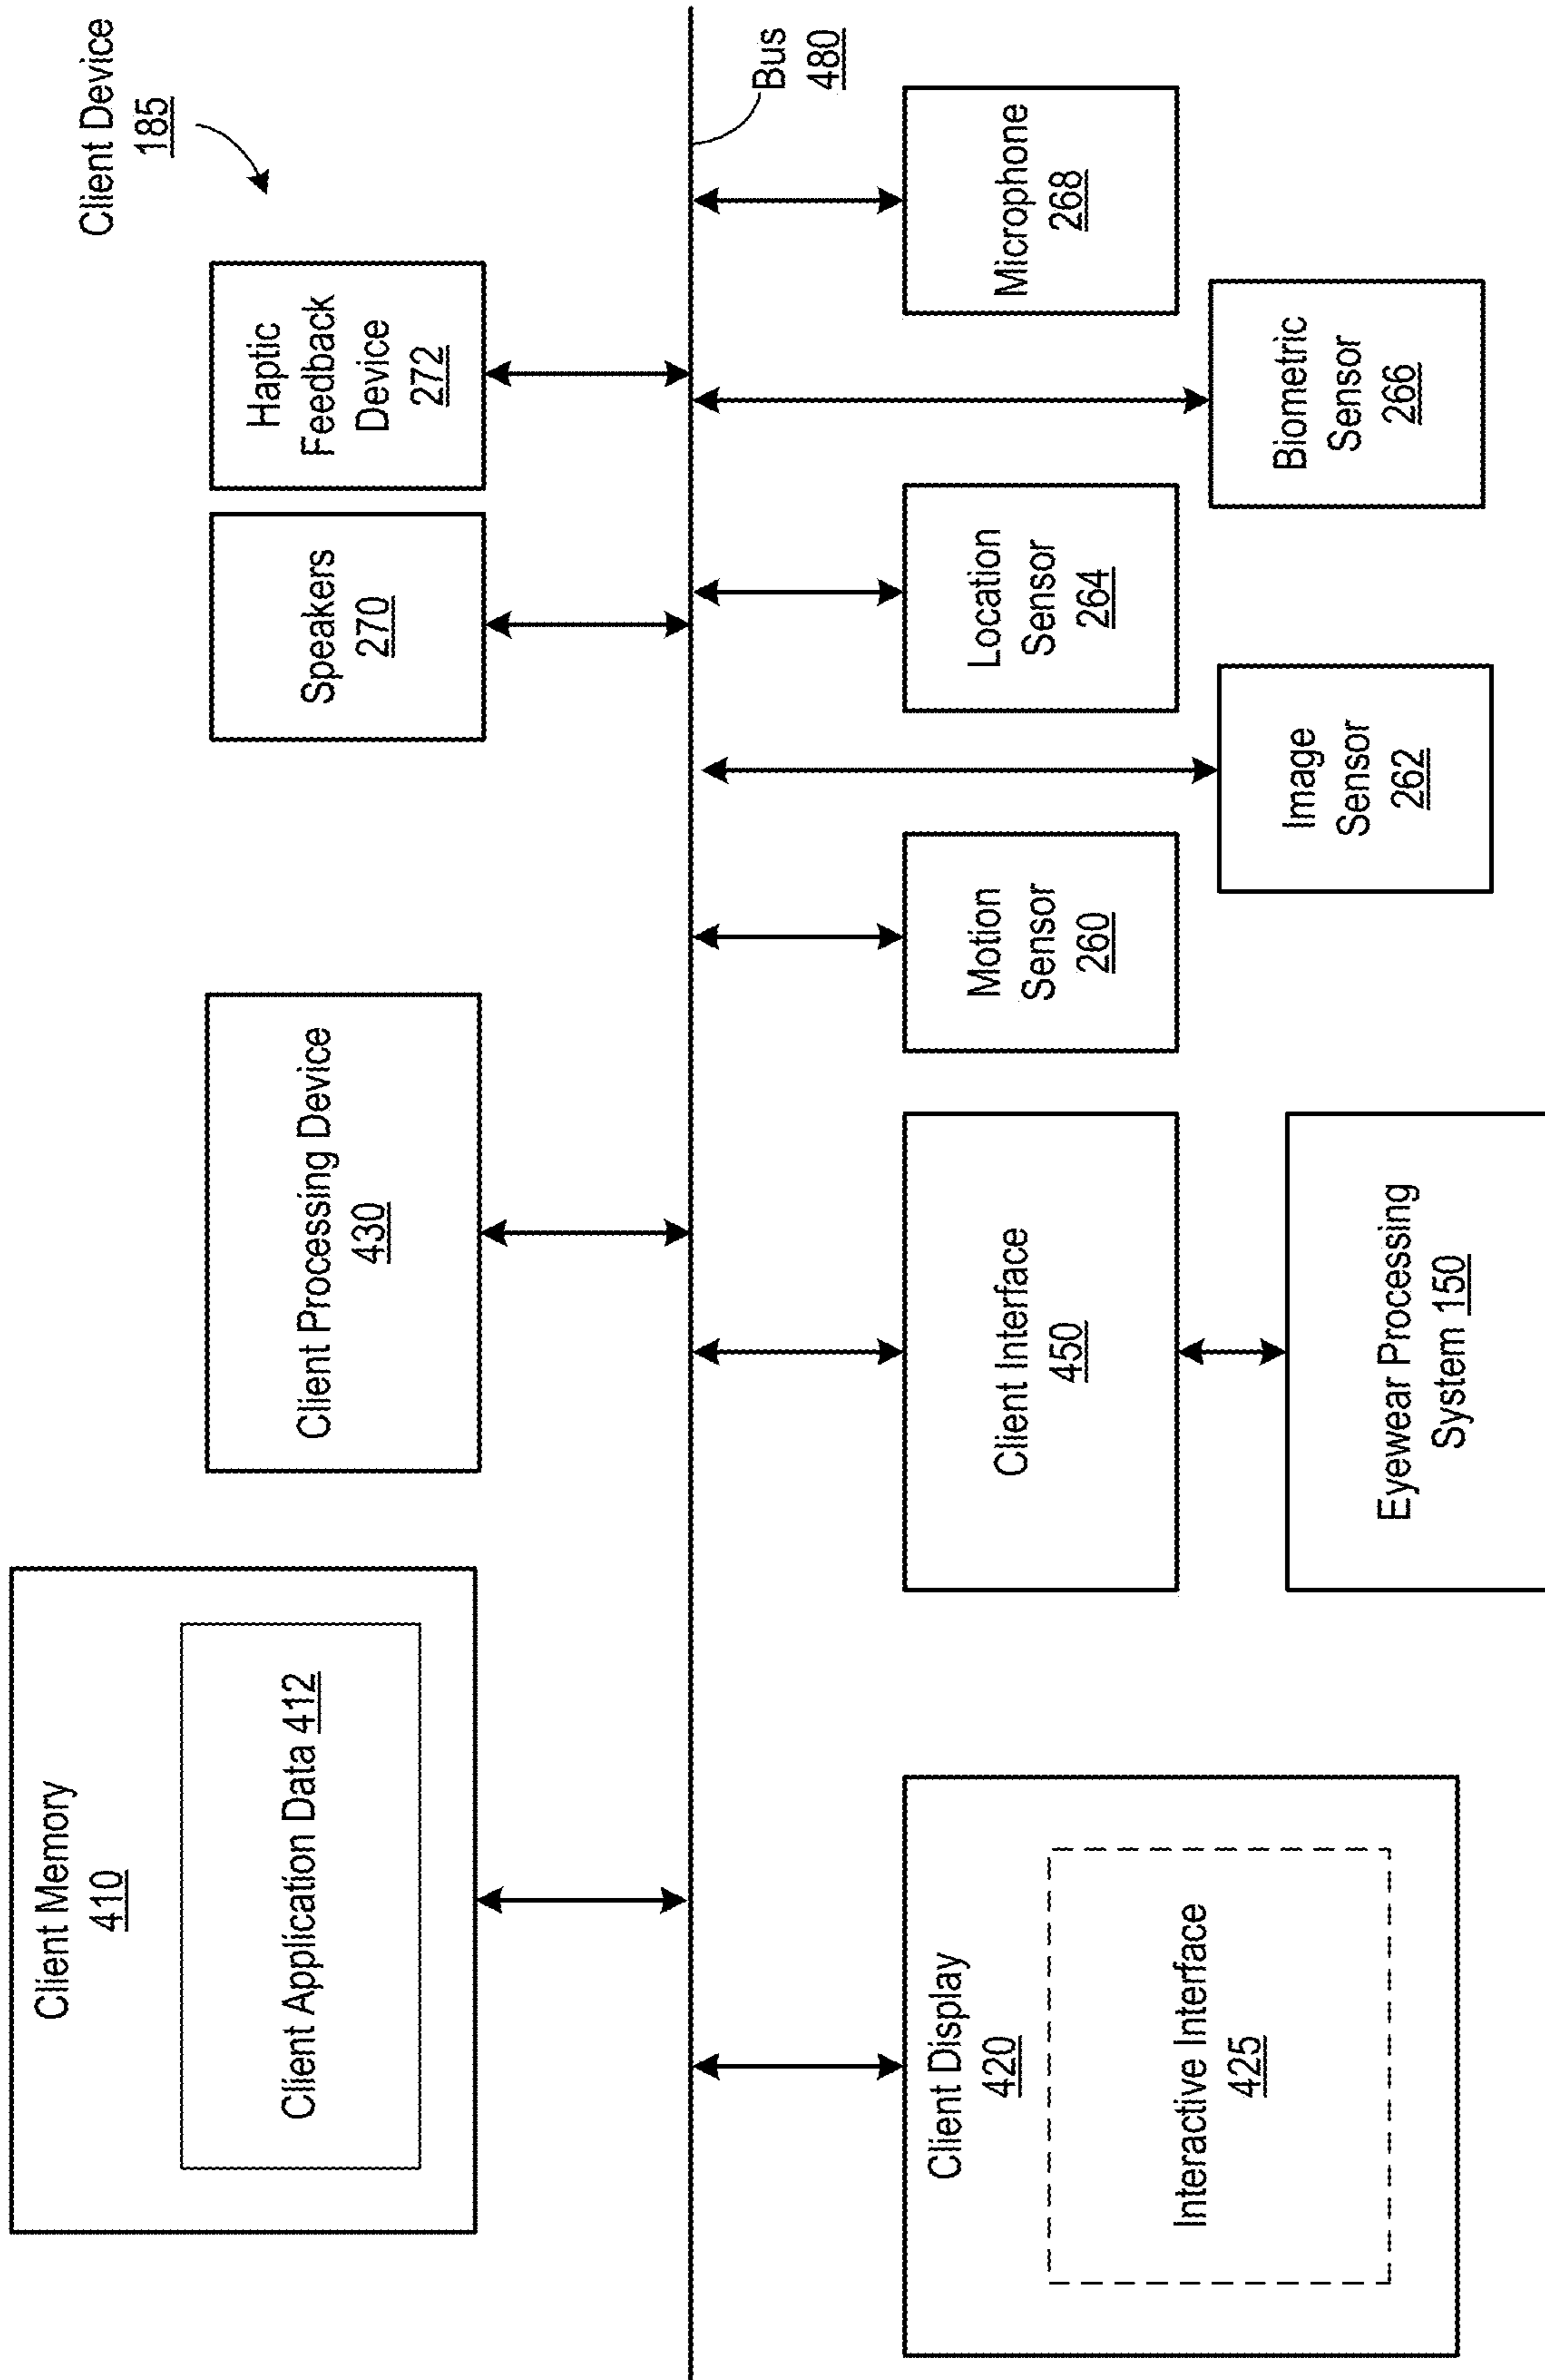 Client Device
185
Client Memory
410
Client Application Data 412
Client Processing Device
430
Speakers
270
Haptic
Feedback
Device
272
Bus
480
Client Display
420
Interactive Interface
425
Client Interface
450
Eyewear Processing
System 150
Motion
Sensor
260
Image
Sensor
262
Location
Sensor
264
Biometric
Sensor
266
Microphone
268